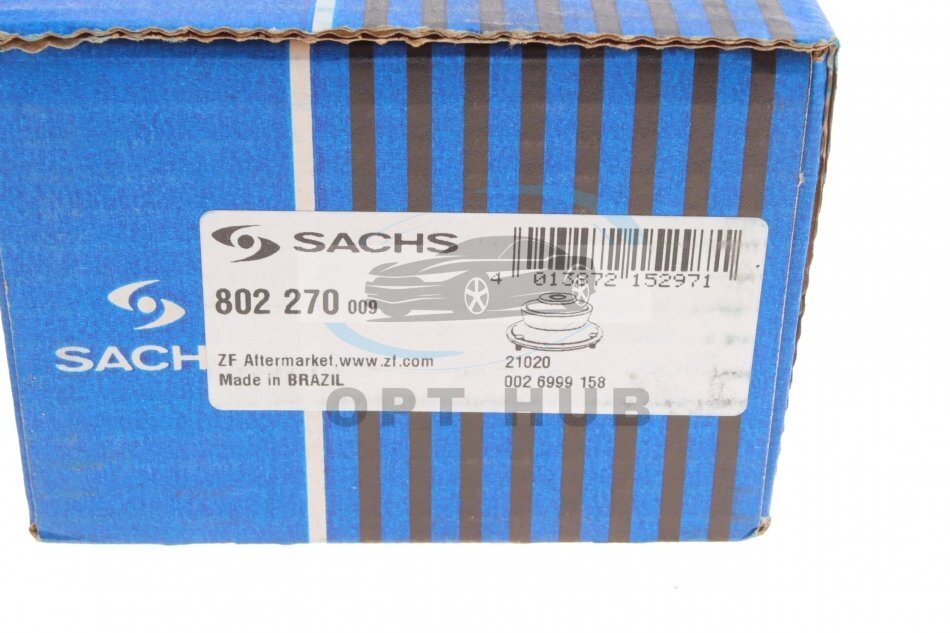 SACHS
4 013872 152971
802 270 009
ZF Aftermarket, www.zf.com
Made in BRAZIL
21020
002 6999 158
SACHS
OPT HUB